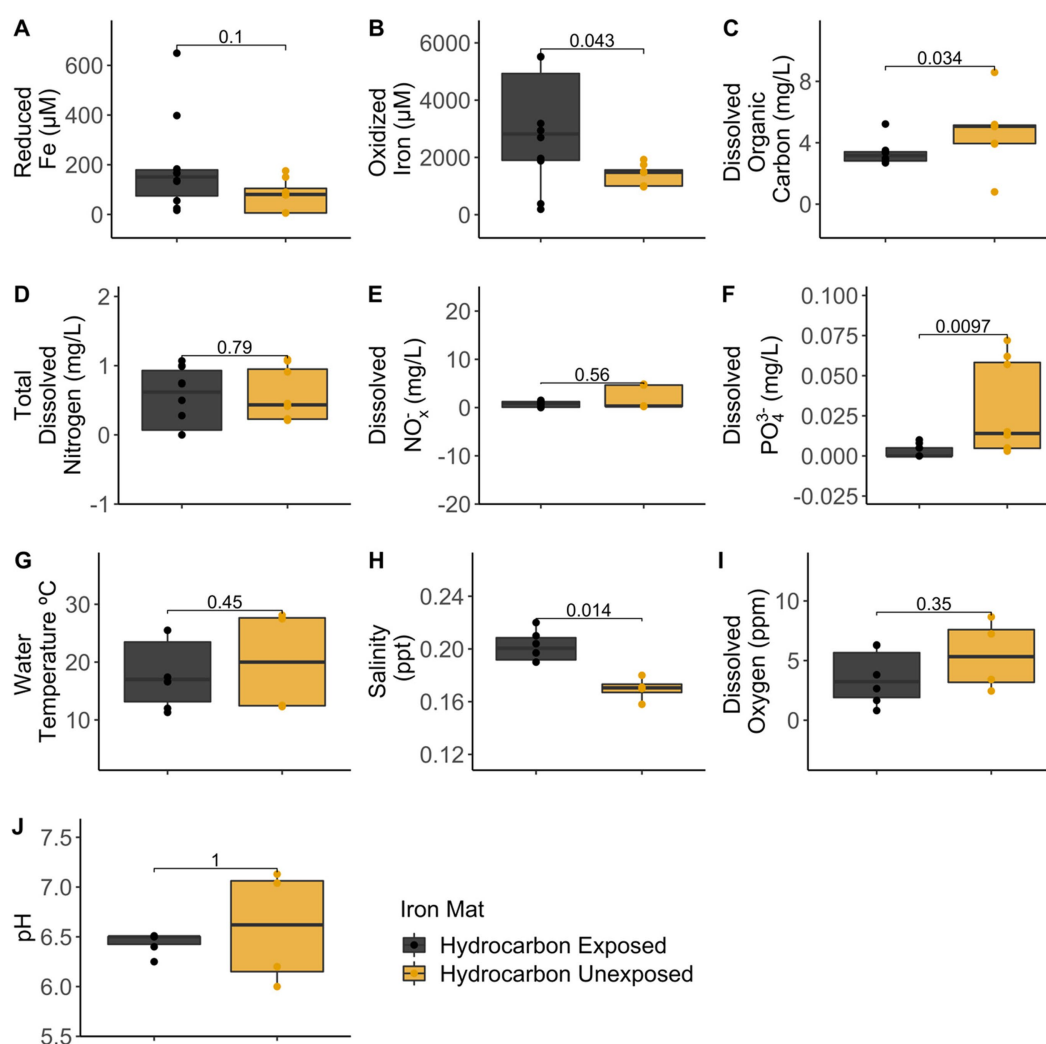 A
Reduced
Fe (µM)
600
400
200
0
0.1
B
Oxidized
Iron (µM)
6000
4000
2000
0
0.043
C
Dissolved
Organic
Carbon (mg/L)
8
4
0
0.034
D
Total
Dissolved
Nitrogen (mg/L)
2
1
0
-1
0.79
E
Dissolved
NOₓ⁻ (mg/L)
20
10
0
-10
-20
0.56
F
Dissolved
PO₄³⁻ (mg/L)
0.100
0.075
0.050
0.025
0.000
-0.025
0.0097
G
Water
Temperature ºC
30
20
10
0.45
H
Salinity
(ppt)
0.24
0.20
0.16
0.12
0.014
I
Dissolved
Oxygen (ppm)
10
5
0
0.35
J
pH
7.5
7.0
6.5
6.0
5.5
1
Iron Mat
Hydrocarbon Exposed
Hydrocarbon Unexposed